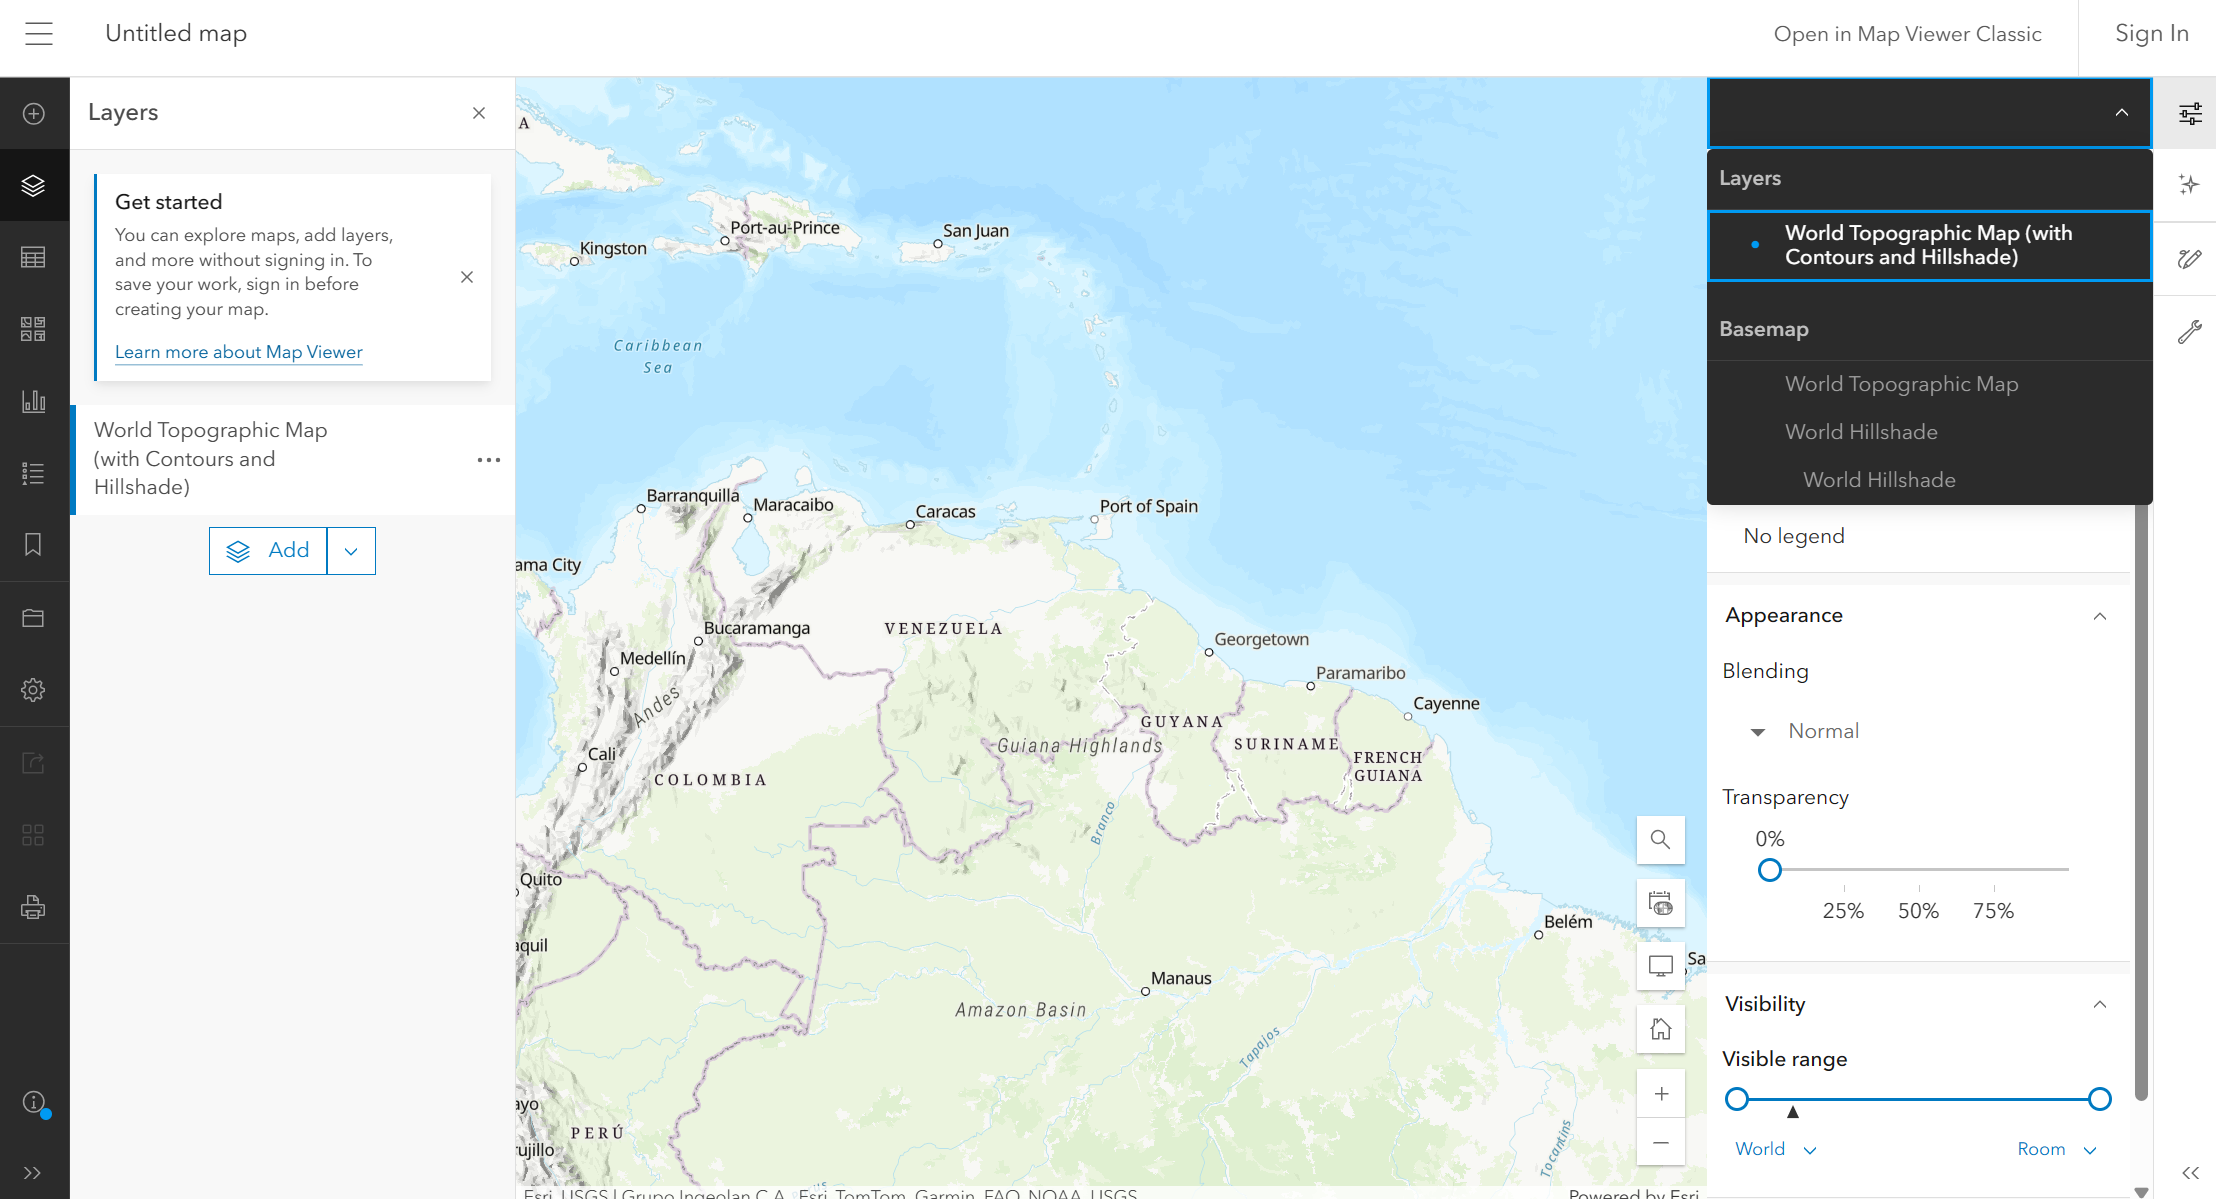 Untitled map
Open in Map Viewer Classic
Sign In
Layers
Get started
You can explore maps, add layers,
and more without signing in. To
save your work, sign in before
creating your map.
Learn more about Map Viewer
World Topographic Map
(with Contours and
Hillshade)
Add
A
Port-au-Prince
San Juan
Kingston
Caribbean
Sea
Barranquilla
Maracaibo
Caracas
Port of Spain
ama City
Bucaramanga
VENEZUELA
Georgetown
Medellín
Paramaribo
Andes
Cayenne
GUYANA
Guiana Highlands
SURINAME
Cali
FRENCH
GUIANA
COLOMBIA
Branco
Quito
Belém
aquil
Sa
Manaus
Amazon Basin
Tapajos
ayo
PERÚ
rujillo
Tocantins
Esri, USGS | Grupo Ingeolan C.A., Esri, TomTom, Garmin, FAO, NOAA, USGS
Powered by Esri
Layers
World Topographic Map (with
Contours and Hillshade)
Basemap
World Topographic Map
World Hillshade
World Hillshade
No legend
Appearance
Blending
Normal
Transparency
0%
25% 50% 75%
Visibility
Visible range
World
Room